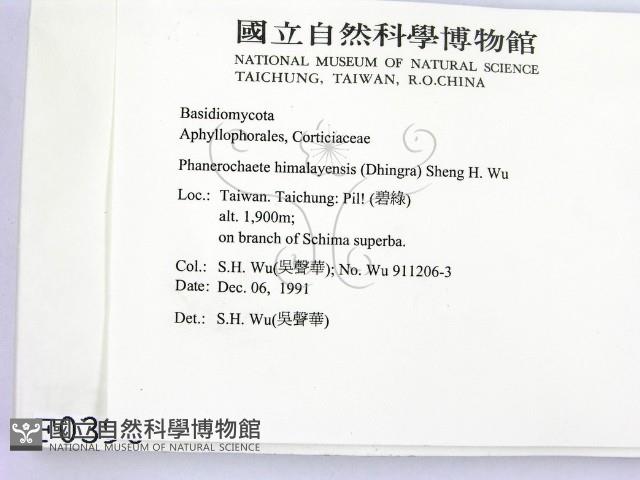 國立自然科學博物館
NATIONAL MUSEUM OF NATURAL SCIENCE
TAICHUNG, TAIWAN, R.O.CHINA
Basidiomycota
Aphyllophorales, Corticiaceae
Phanerochaete himalayensis (Dhingra) Sheng H. Wu
Loc.: Taiwan. Taichung: Pil! (碧綠)
alt. 1,900m;
on branch of Schima superba.
Col.: S.H. Wu(吳聲華); No. Wu 911206-3
Date: Dec. 06, 1991
Det.: S.H. Wu(吳聲華)
國立自然科學博物館
NATIONAL MUSEUM OF NATURAL SCIENCE